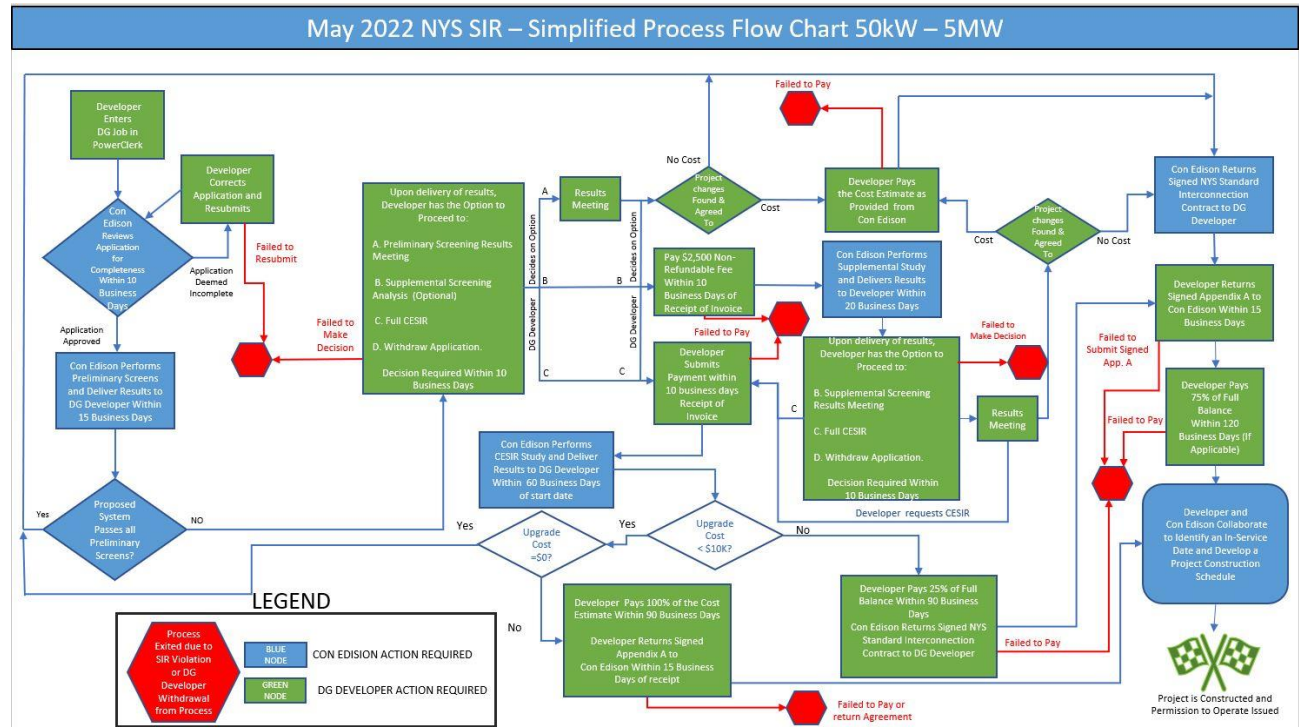 May 2022 NYS SIR – Simplified Process Flow Chart 50kW – 5MW
Developer
Enters
DG Job in
PowerClerk
Developer
Corrects
Application and
Resubmits
Con
Edison
Reviews
Application
for
Completeness
Within 10
Business
Days
Application
Deemed
Incomplete
Failed to
Resubmit
Application
Approved
Con Edison Performs
Preliminary Screens
and Deliver Results to
DG Developer Within
15 Business Days
Proposed
System
Passes all
Preliminary
Screens?
Yes
NO
Failed to
Make
Decision
Upon delivery of results,
Developer has the Option to
Proceed to:
A. Preliminary Screening Results
Meeting
B. Supplemental Screening
Analysis (Optional)
C. Full CESIR
D. Withdraw Application.
Decision Required Within 10
Business Days
DG Developer
Decides on Option
A
B
C
Results
Meeting
DG Developer
Decides on Option
B
C
Project
changes
Found &
Agreed
To
No Cost
Cost
Failed to Pay
Developer Pays
the Cost Estimate as
Provided from
Con Edison
Pay $2,500 Non-
Refundable Fee
Within 10
Business Days of
Receipt of Invoice
Failed to Pay
Con Edison Performs
Supplemental Study
and Delivers Results
to Developer Within
20 Business Days
Developer
Submits
Payment within
10 business days
Receipt of
Invoice
Upon delivery of results,
Developer has the Option to
Proceed to:
B. Supplemental Screening
Results Meeting
C. Full CESIR
D. Withdraw Application.
Decision Required Within
10 Business Days
C
Failed to
Make Decision
Results
Meeting
Developer requests CESIR
Project
changes
Found &
Agreed
To
Cost
No Cost
Con Edison Returns
Signed NYS Standard
Interconnection
Contract to DG
Developer
Developer Returns
Signed Appendix A to
Con Edison Within 15
Business Days
Failed to
Submit Signed
App. A
Developer Pays
75% of Full
Balance
Within 120
Business Days (If
Applicable)
Failed to Pay
Developer and
Con Edison Collaborate
to Identify an In-Service
Date and Develop a
Project Construction
Schedule
Project is Constructed and
Permission to Operate Issued
Con Edison Performs
CESIR Study and Deliver
Results to DG Developer
Within 60 Business Days
of start date
Upgrade
Cost
< $10K?
Yes
No
Upgrade
Cost
=$0?
Yes
No
Developer Pays 100% of the Cost
Estimate Within 90 Business Days
Developer Returns Signed
Appendix A to
Con Edison Within 15 Business
Days of receipt
Failed to Pay or
return Agreement
Developer Pays 25% of Full
Balance Within 90 Business
Days
Con Edison Returns Signed NYS
Standard Interconnection
Contract to DG Developer
Failed to Pay
LEGEND
Process
Exited due to
SIR Violation
or DG
Developer
Withdrawal
from Process
BLUE
NODE
CON EDISION ACTION REQUIRED
GREEN
NODE
DG DEVELOPER ACTION REQUIRED